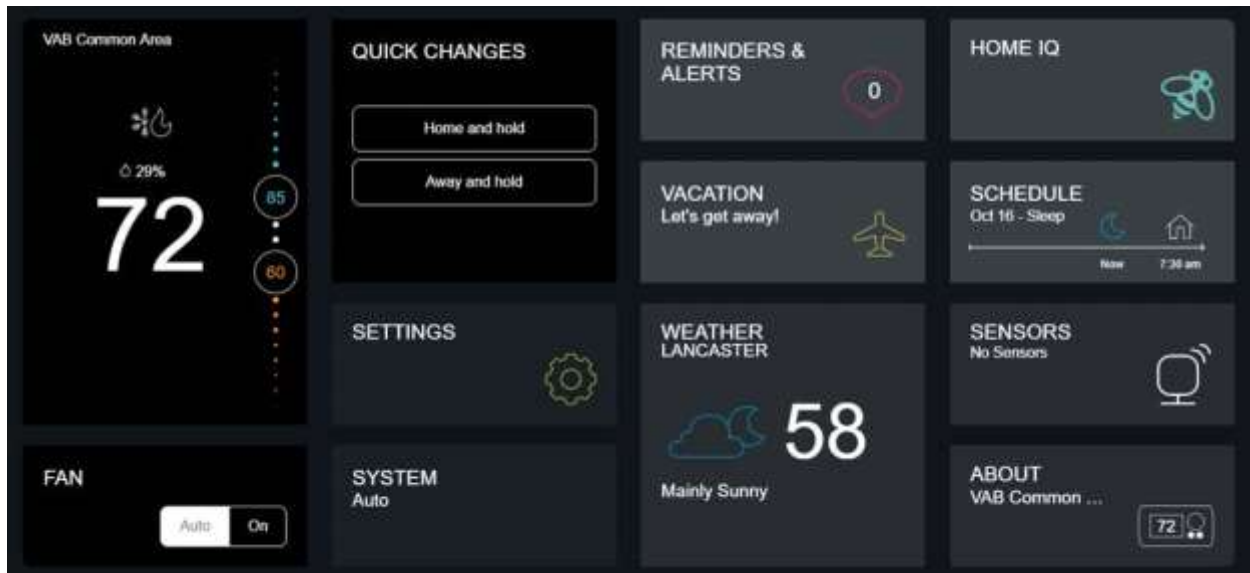 VAB Common Area
29%
72
85
60
FAN
Auto
On
QUICK CHANGES
Home and hold
Away and hold
SETTINGS
SYSTEM
Auto
REMINDERS &
ALERTS
0
VACATION
Let's get away!
WEATHER
LANCASTER
58
Mainly Sunny
HOME IQ
SCHEDULE
Oct 16 - Sleep
Now
7:30 am
SENSORS
No Sensors
ABOUT
VAB Common ...
72